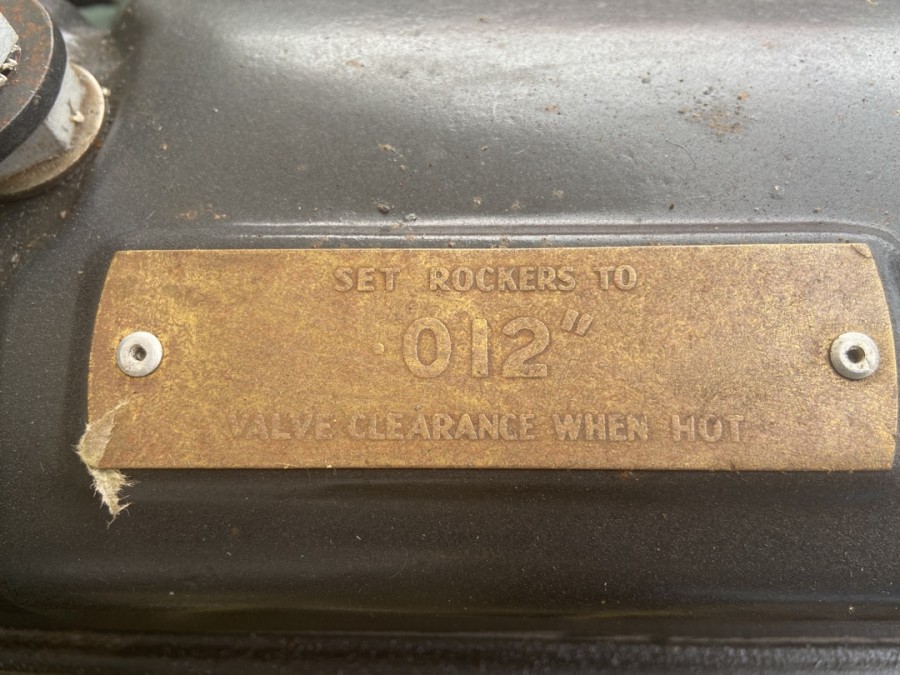 SET ROCKERS TO
·012"
VALVE CLEARANCE WHEN HOT